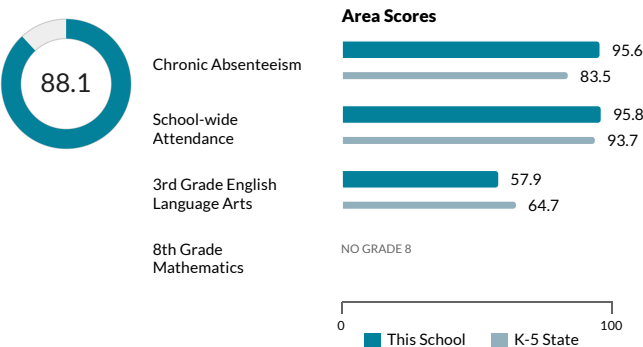 Area Scores
88.1
Chronic Absenteeism
95.6
83.5
School-wide
Attendance
95.8
93.7
3rd Grade English
Language Arts
57.9
64.7
8th Grade
Mathematics
NO GRADE 8
0
100
This School
K-5 State